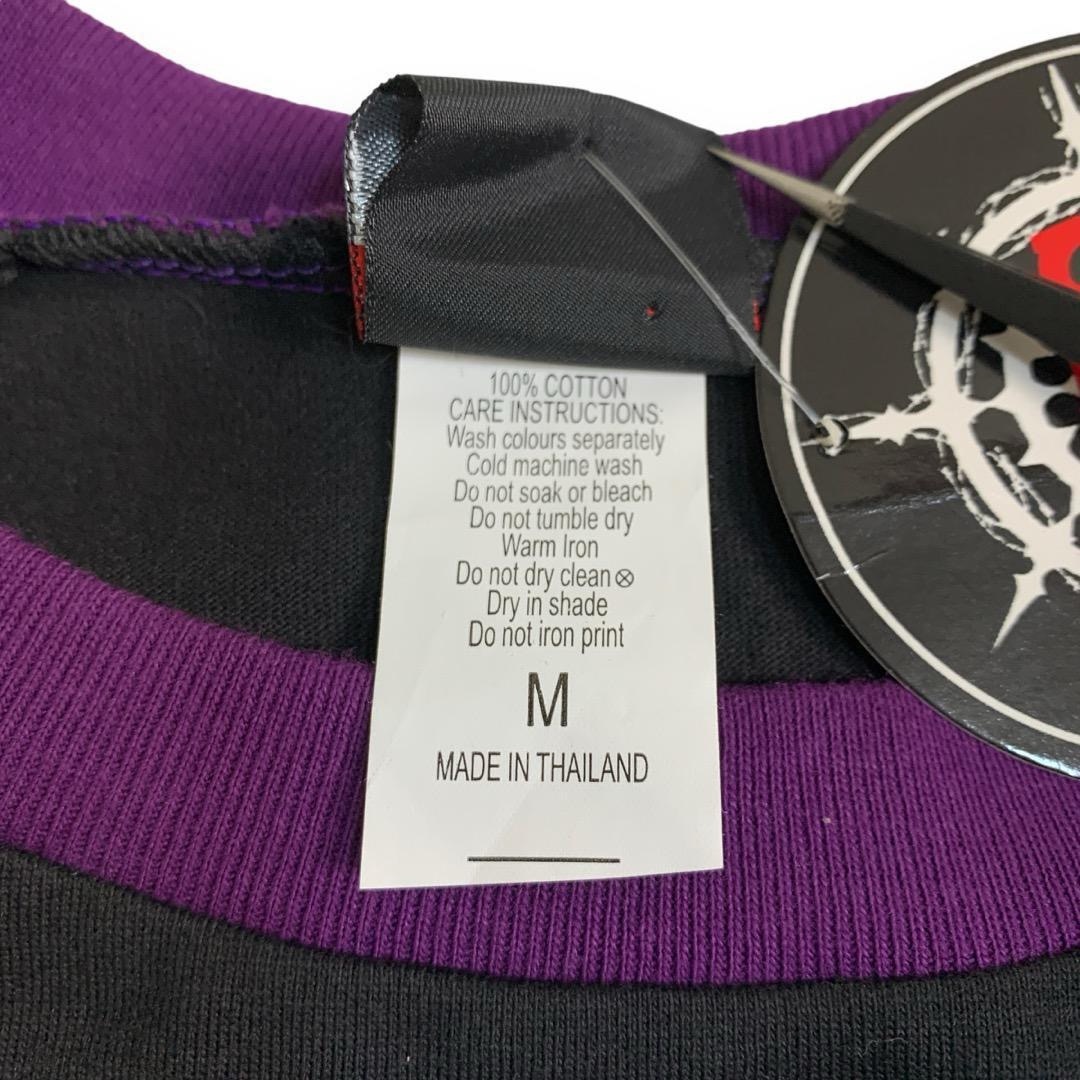 100% COTTON
CARE INSTRUCTIONS:
Wash colours separately
Cold machine wash
Do not soak or bleach
Do not tumble dry
Warm Iron
Do not dry clean⊗
Dry in shade
Do not iron print
M
MADE IN THAILAND